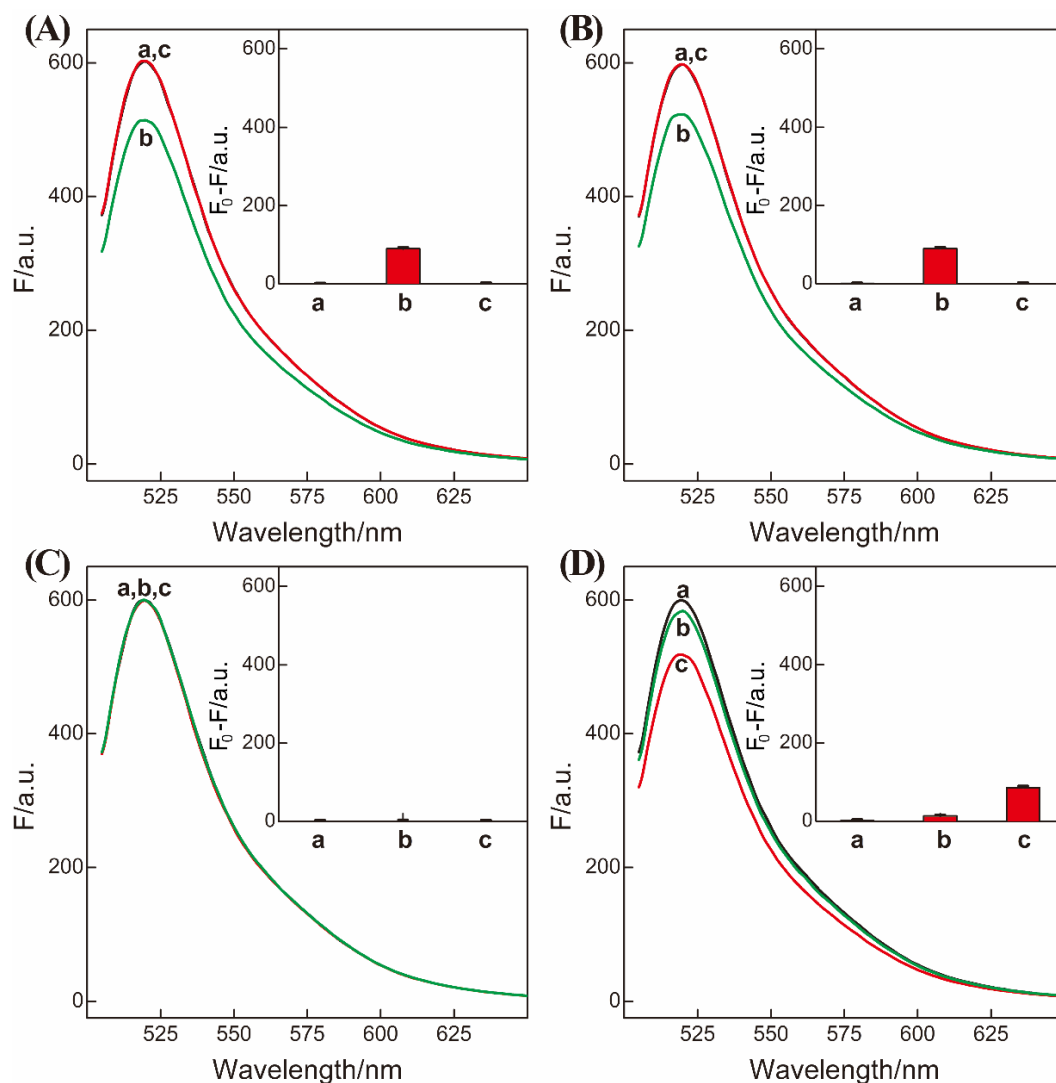 (A)
a,c
b
600
400
200
0
F/a.u.
525
550
575
600
625
Wavelength/nm
600
400
200
0
F0-F/a.u.
a
b
c
(B)
a,c
b
600
400
200
0
F/a.u.
525
550
575
600
625
Wavelength/nm
600
400
200
0
F0-F/a.u.
a
b
c
(C)
a,b,c
600
400
200
0
F/a.u.
525
550
575
600
625
Wavelength/nm
600
400
200
0
F0-F/a.u.
a
b
c
(D)
a
b
c
600
400
200
0
F/a.u.
525
550
575
600
625
Wavelength/nm
600
400
200
0
F0-F/a.u.
a
b
c